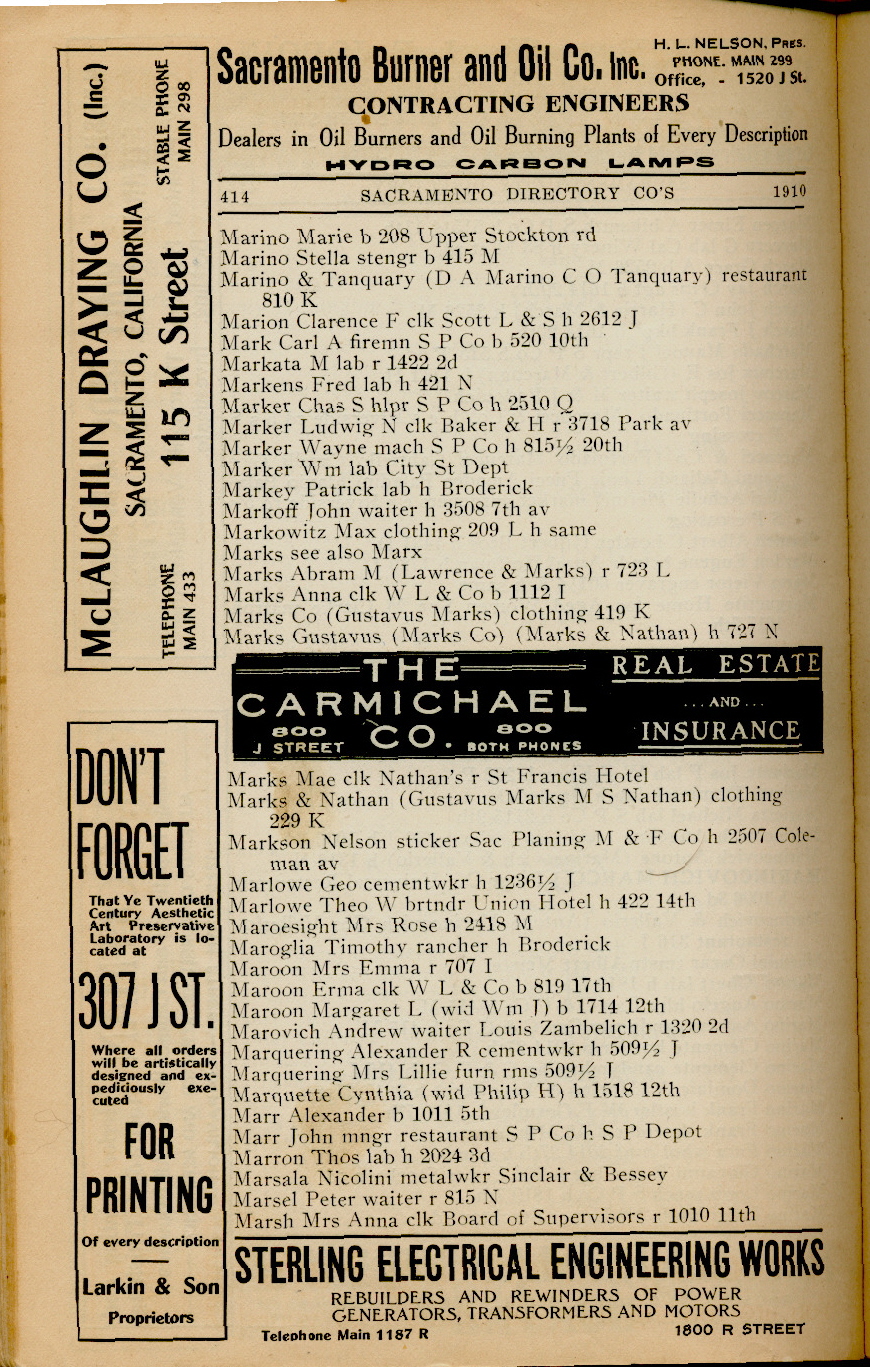 Sacramento Burner and Oil Co. Inc.
H. L. NELSON, PRES.
PHONE. MAIN 299
Office, - 1520 J St.
CONTRACTING ENGINEERS
Dealers in Oil Burners and Oil Burning Plants of Every Description
HYDRO CARBON LAMPS
414 SACRAMENTO DIRECTORY CO'S 1910
McLAUGHLIN DRAYING CO. (Inc.)
SACRAMENTO, CALIFORNIA
TELEPHONE MAIN 433
115 K Street
STABLE PHONE MAIN 298
Marino Marie b 208 Upper Stockton rd
Marino Stella stengr b 415 M
Marino & Tanquary (D A Marino C O Tanquary) restaurant
810 K
Marion Clarence F clk Scott L & S h 2612 J
Mark Carl A firemn S P Co b 520 10th
Markata M lab r 1422 2d
Markens Fred lab h 421 N
Marker Chas S hlpr S P Co h 2510 Q
Marker Ludwig N clk Baker & H r 3718 Park av
Marker Wayne mach S P Co h 815½ 20th
Marker Wm lab City St Dept
Markey Patrick lab h Broderick
Markoff John waiter h 3508 7th av
Markowitz Max clothing 209 L h same
Marks see also Marx
Marks Abram M (Lawrence & Marks) r 723 L
Marks Anna clk W L & Co b 1112 I
Marks Co (Gustavus Marks) clothing 419 K
Marks Gustavus (Marks Co) (Marks & Nathan) h 727 N
THE
CARMICHAEL
CO.
800
J STREET
800
BOTH PHONES
REAL ESTATE
...AND...
INSURANCE
Marks Mae clk Nathan's r St Francis Hotel
Marks & Nathan (Gustavus Marks M S Nathan) clothing
229 K
Markson Nelson sticker Sac Planing M & F Co h 2507 Cole-
man av
Marlowe Geo cementwkr h 1236½ J
Marlowe Theo W brtndr Union Hotel h 422 14th
Maroesight Mrs Rose h 2418 M
Maroglia Timothy rancher h Broderick
Maroon Mrs Emma r 707 I
Maroon Erma clk W L & Co b 819 17th
Maroon Margaret L (wid Wm J) b 1714 12th
Marovich Andrew waiter Louis Zambelich r 1320 2d
Marquering Alexander R cementwkr h 509½ J
Marquering Mrs Lillie furn rms 509½ J
Marquette Cynthia (wid Philip H) h 1518 12th
Marr Alexander b 1011 5th
Marr John mngr restaurant S P Co h S P Depot
Marron Thos lab h 2024 3d
Marsala Nicolini metalwkr Sinclair & Bessey
Marsel Peter waiter r 815 N
Marsh Mrs Anna clk Board of Supervisors r 1010 11th
DON'T
FORGET
That Ye Twentieth
Century Aesthetic
Art Preservative
Laboratory is lo-
cated at
307 J ST.
Where all orders
will be artistically
designed and ex-
pediciously exe-
cuted
FOR
PRINTING
Of every description
Larkin & Son
Proprietors
STERLING ELECTRICAL ENGINEERING WORKS
REBUILDERS AND REWINDERS OF POWER
GENERATORS, TRANSFORMERS AND MOTORS
Telephone Main 1187 R 1800 R STREET